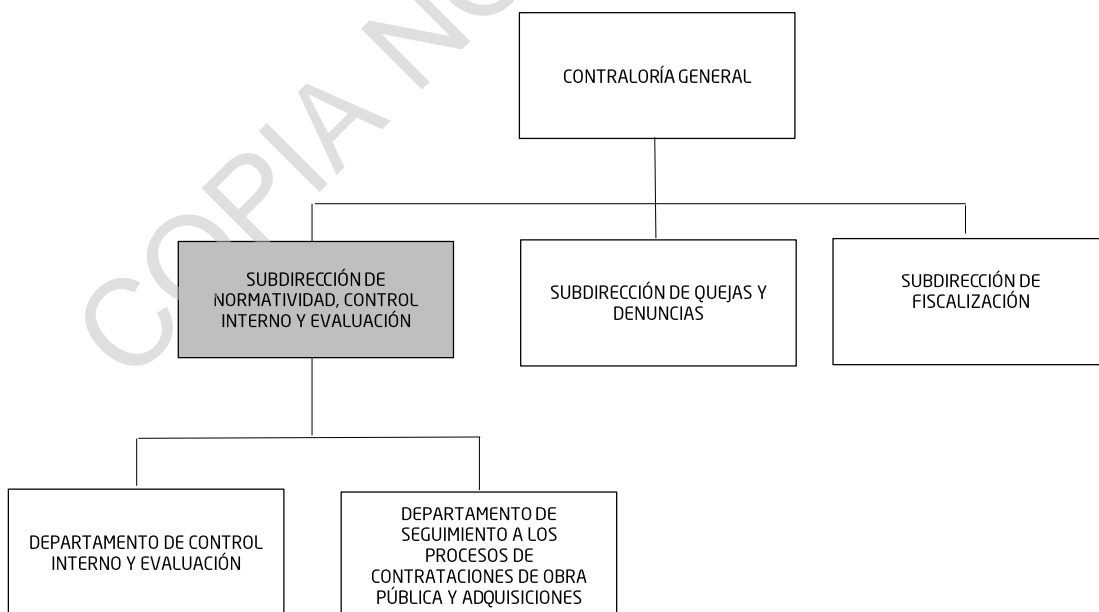 COPIA NO
CONTRALORÍA GENERAL
SUBDIRECCIÓN DE
NORMATIVIDAD, CONTROL
INTERNO Y EVALUACIÓN
SUBDIRECCIÓN DE QUEJAS Y
DENUNCIAS
SUBDIRECCIÓN DE
FISCALIZACIÓN
DEPARTAMENTO DE CONTROL
INTERNO Y EVALUACIÓN
DEPARTAMENTO DE
SEGUIMIENTO A LOS
PROCESOS DE
CONTRATACIONES DE OBRA
PÚBLICA Y ADQUISICIONES